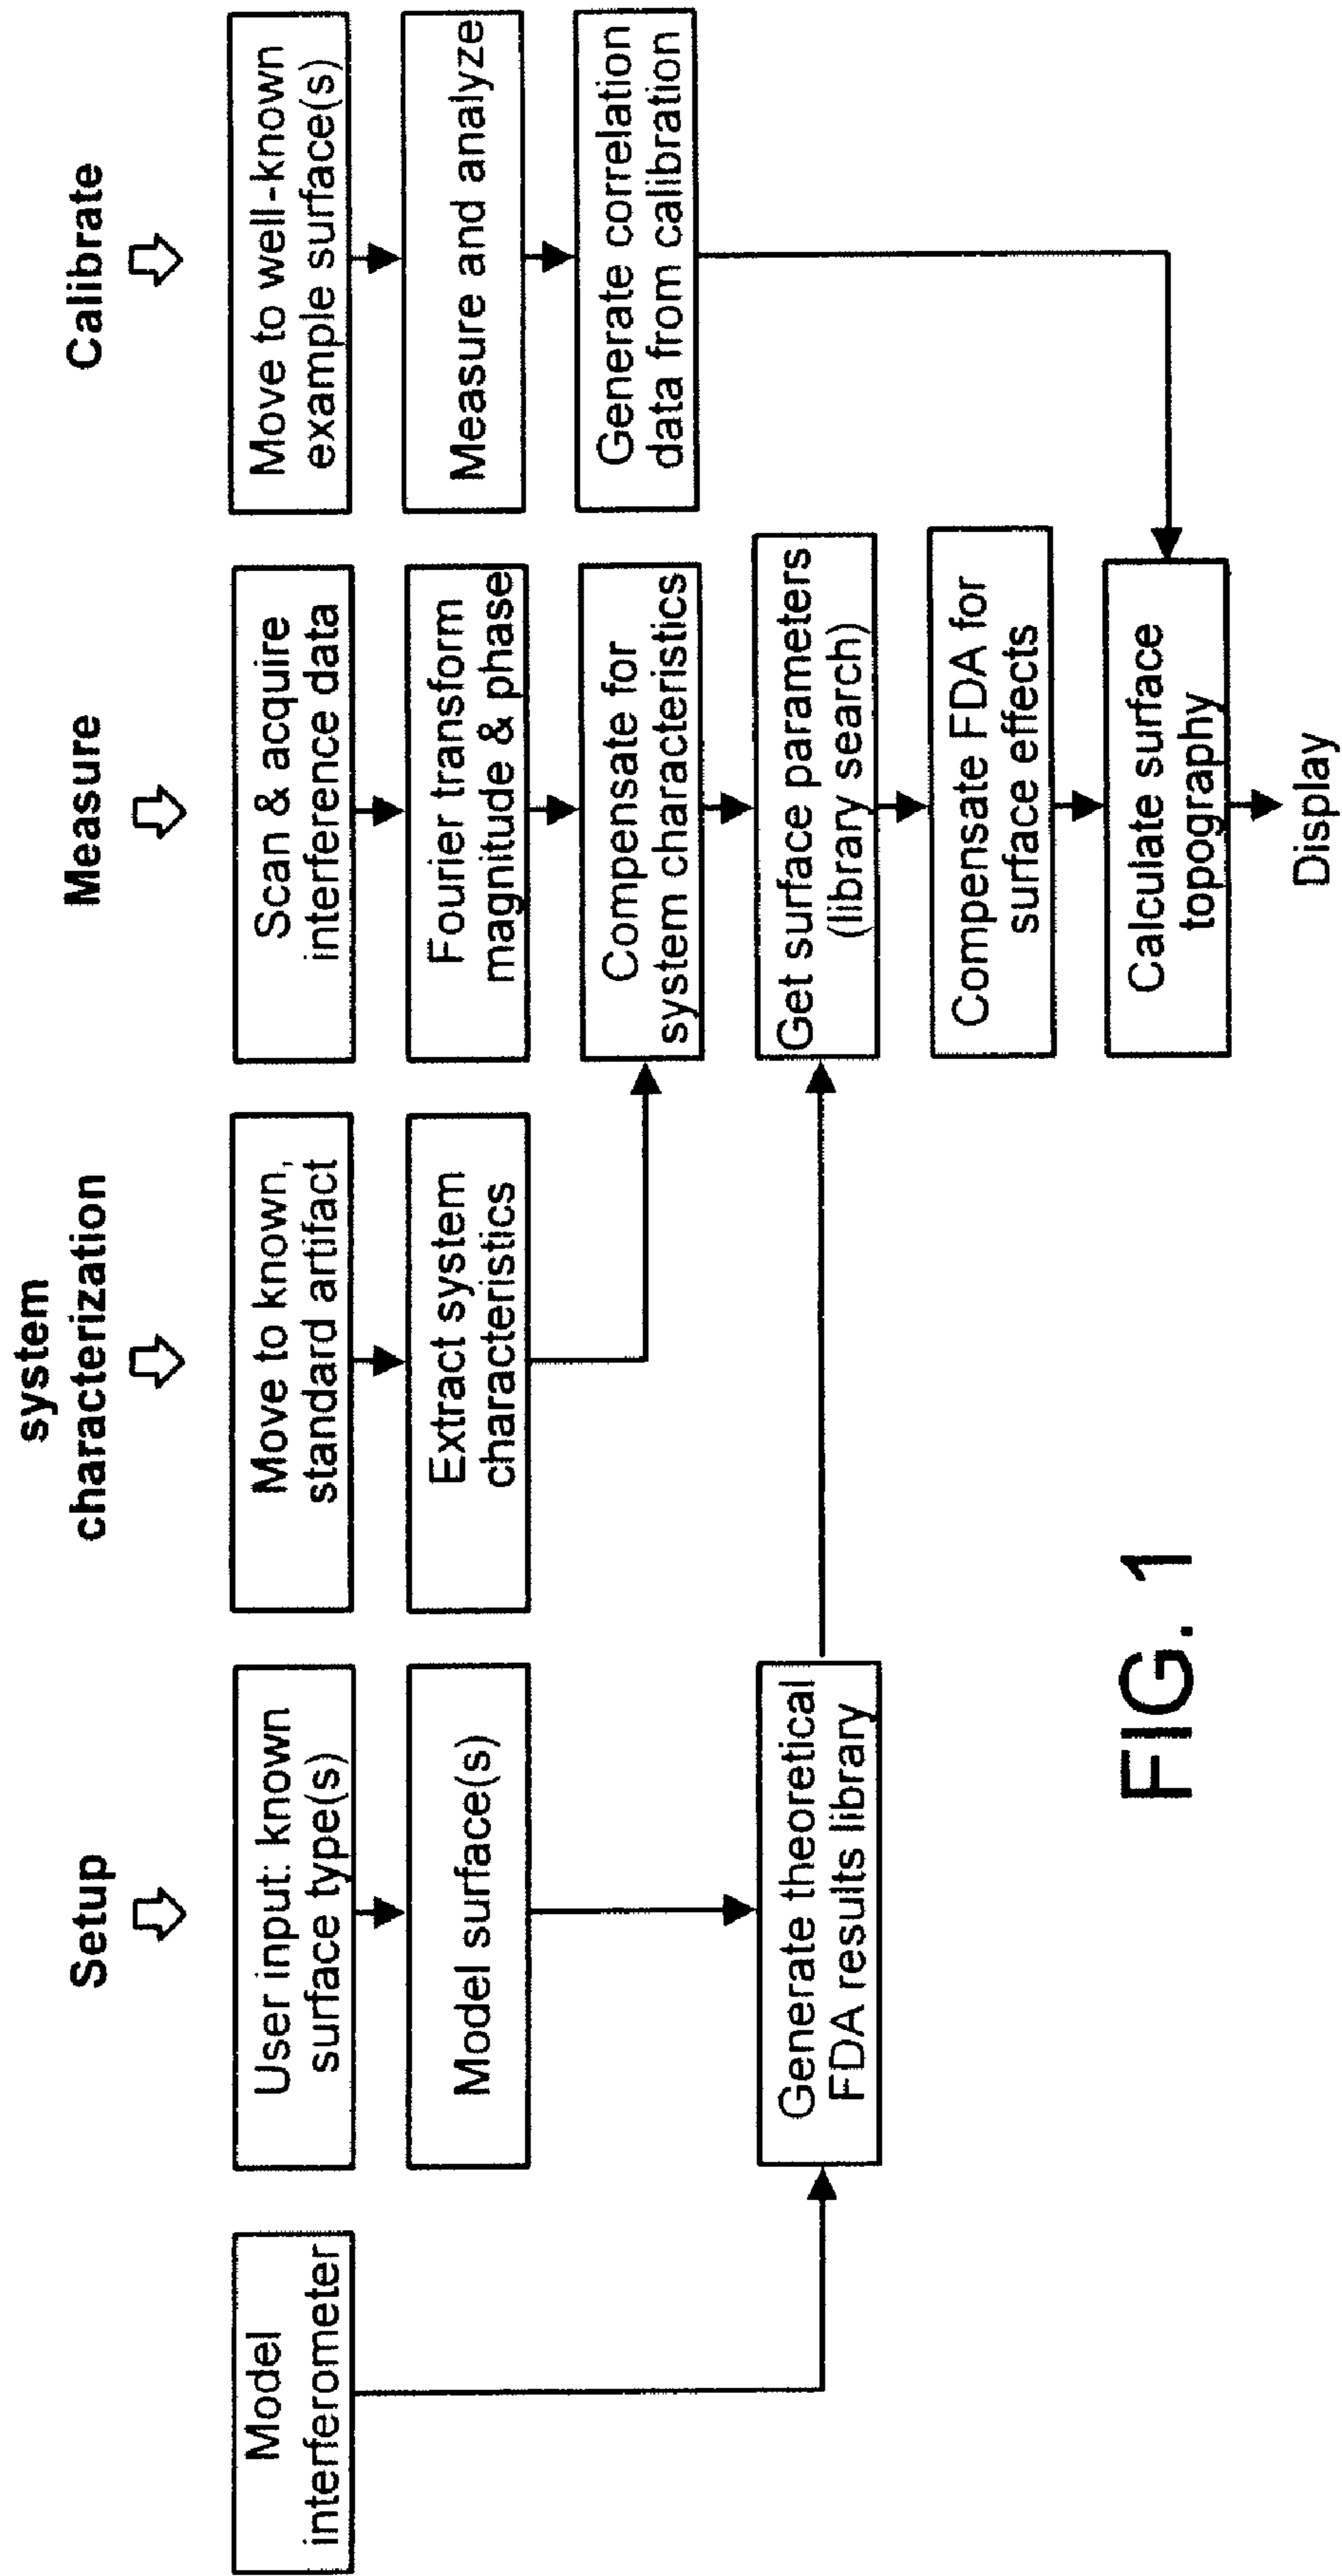 Setup
system
characterization
Measure
Calibrate
Model
interferometer
User input: known
surface type(s)
Model surface(s)
Generate theoretical
FDA results library
Move to known,
standard artifact
Extract system
characteristics
Scan & acquire
interference data
Fourier transform
magnitude & phase
Compensate for
system characteristics
Get surface parameters
(library search)
Compensate FDA for
surface effects
Calculate surface
topography
Display
Move to well-known
example surface(s)
Measure and analyze
Generate correlation
data from calibration
FIG. 1